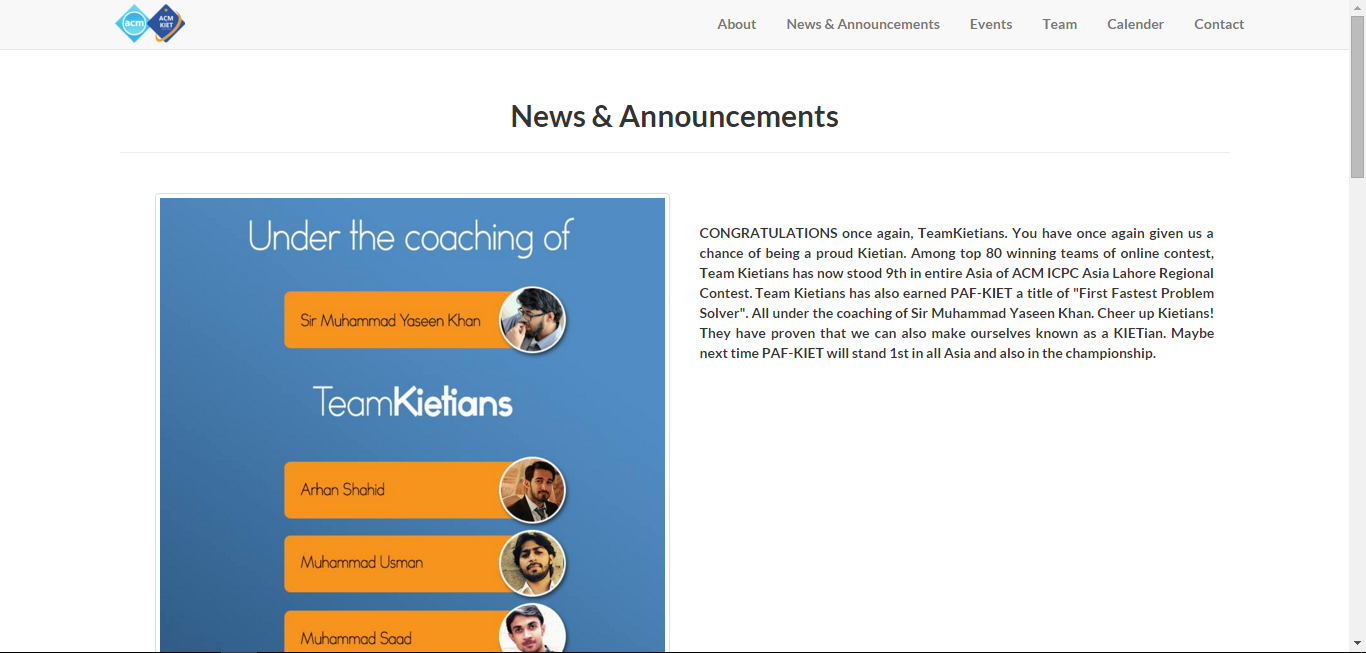 acm
ACM
KIET
About
News & Announcements
Events
Team
Calender
Contact
News & Announcements
Under the coaching of
Sir Muhammad Yaseen Khan
TeamKietians
Arhan Shahid
Muhammad Usman
Muhammad Saad
CONGRATULATIONS once again, TeamKietians. You have once again given us a
chance of being a proud Kietian. Among top 80 winning teams of online contest,
Team Kietians has now stood 9th in entire Asia of ACM ICPC Asia Lahore Regional
Contest. Team Kietians has also earned PAF-KIET a title of "First Fastest Problem
Solver". All under the coaching of Sir Muhammad Yaseen Khan. Cheer up Kietians!
They have proven that we can also make ourselves known as a KIETian. Maybe
next time PAF-KIET will stand 1st in all Asia and also in the championship.